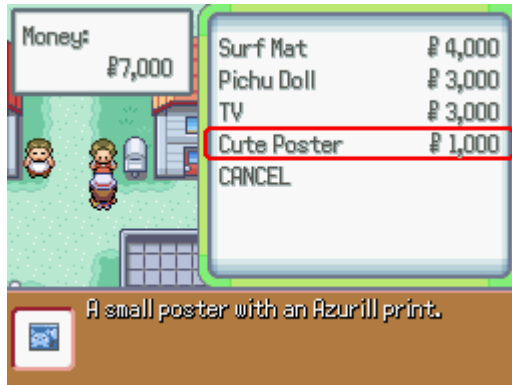 Money:
₽7,000
Surf Mat ₽4,000
Pichu Doll ₽3,000
TV ₽3,000
Cute Poster ₽1,000
CANCEL
A small poster with an Azurill print.